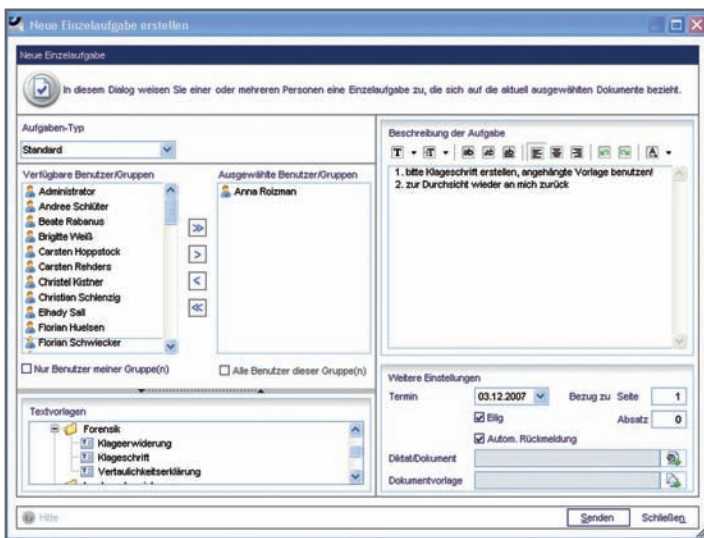 Neue Einzelaufgabe erstellen
Neue Einzelaufgabe
In diesem Dialog weisen Sie einer oder mehreren Personen eine Einzelaufgabe zu, die sich auf die aktuell ausgewählten Dokumente bezieht.
Aufgaben-Typ
Standard
Verfügbare Benutzer/Gruppen
Administrator
Andree Schlüter
Beate Rabanus
Brigitte Weiß
Carsten Hoppstock
Carsten Rehders
Christel Kistner
Christian Schlenzig
Elhady Sall
Florian Huelsen
Florian Schwiecker
Nur Benutzer meiner Gruppe(n)
Ausgewählte Benutzer/Gruppen
Anna Roizman
Alle Benutzer dieser Gruppe(n)
Textvorlagen
Forensik
Klageerwiderung
Klageschrift
Vertaulichkeitserklärung
Beschreibung der Aufgabe
1. bitte Klageschrift erstellen, angehängte Vorlage benutzen!
2. zur Durchsicht wieder an mich zurück
Weitere Einstellungen
Termin 03.12.2007 Bezug zu Seite 1
Eilig Absatz 0
Autom. Rückmeldung
Diktat/Dokument
Dokumentvorlage
Hilfe
Senden Schließen